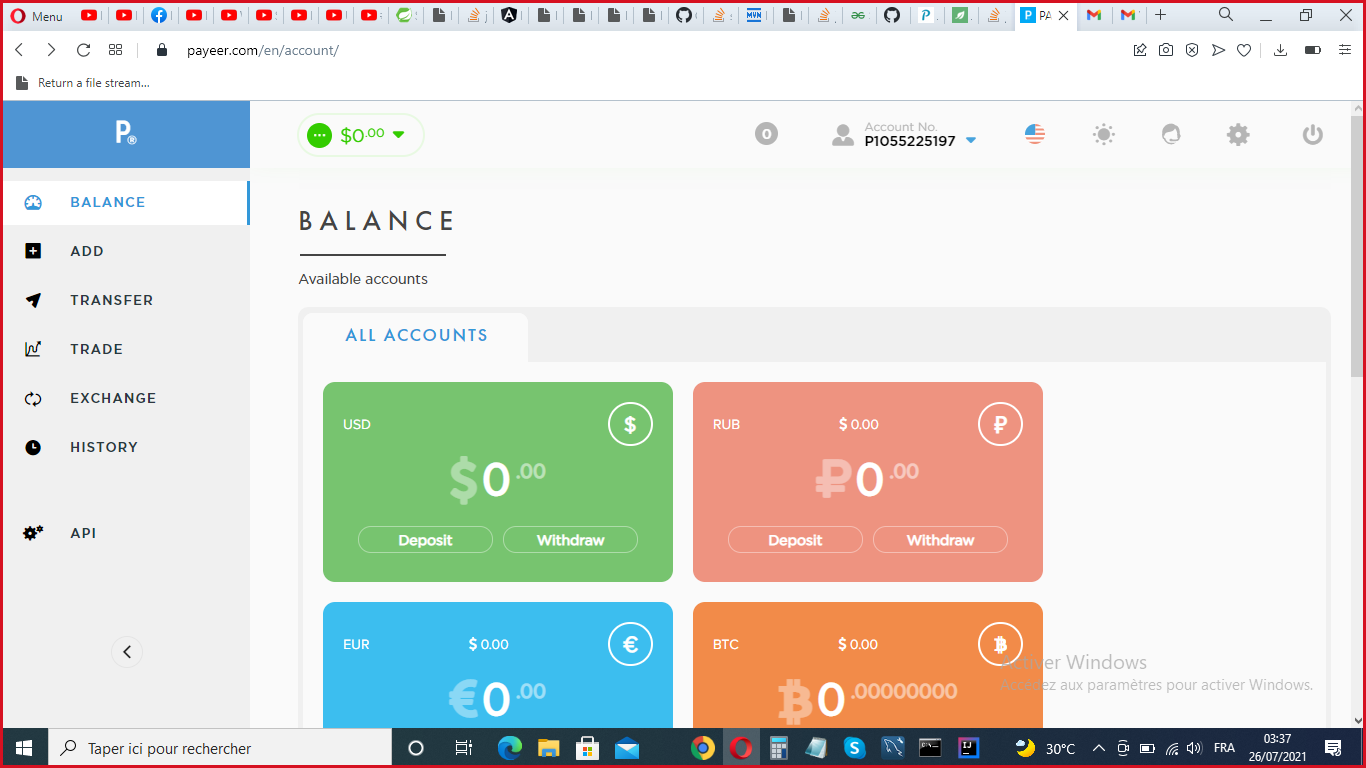 Menu
PA
payeer.com/en/account/
Return a file stream...
P®
$0.00
0
Account No.
P1055225197
BALANCE
ADD
TRANSFER
TRADE
EXCHANGE
HISTORY
API
BALANCE
Available accounts
ALL ACCOUNTS
USD
$
$0.00
Deposit
Withdraw
RUB
$ 0.00
₽
₽0.00
Deposit
Withdraw
EUR
$ 0.00
€
€0.00
BTC
$ 0.00
₿
₿0.00000000
Activer Windows
Accédez aux paramètres pour activer Windows.
Taper ici pour rechercher
30°C
FRA
03:37
26/07/2021